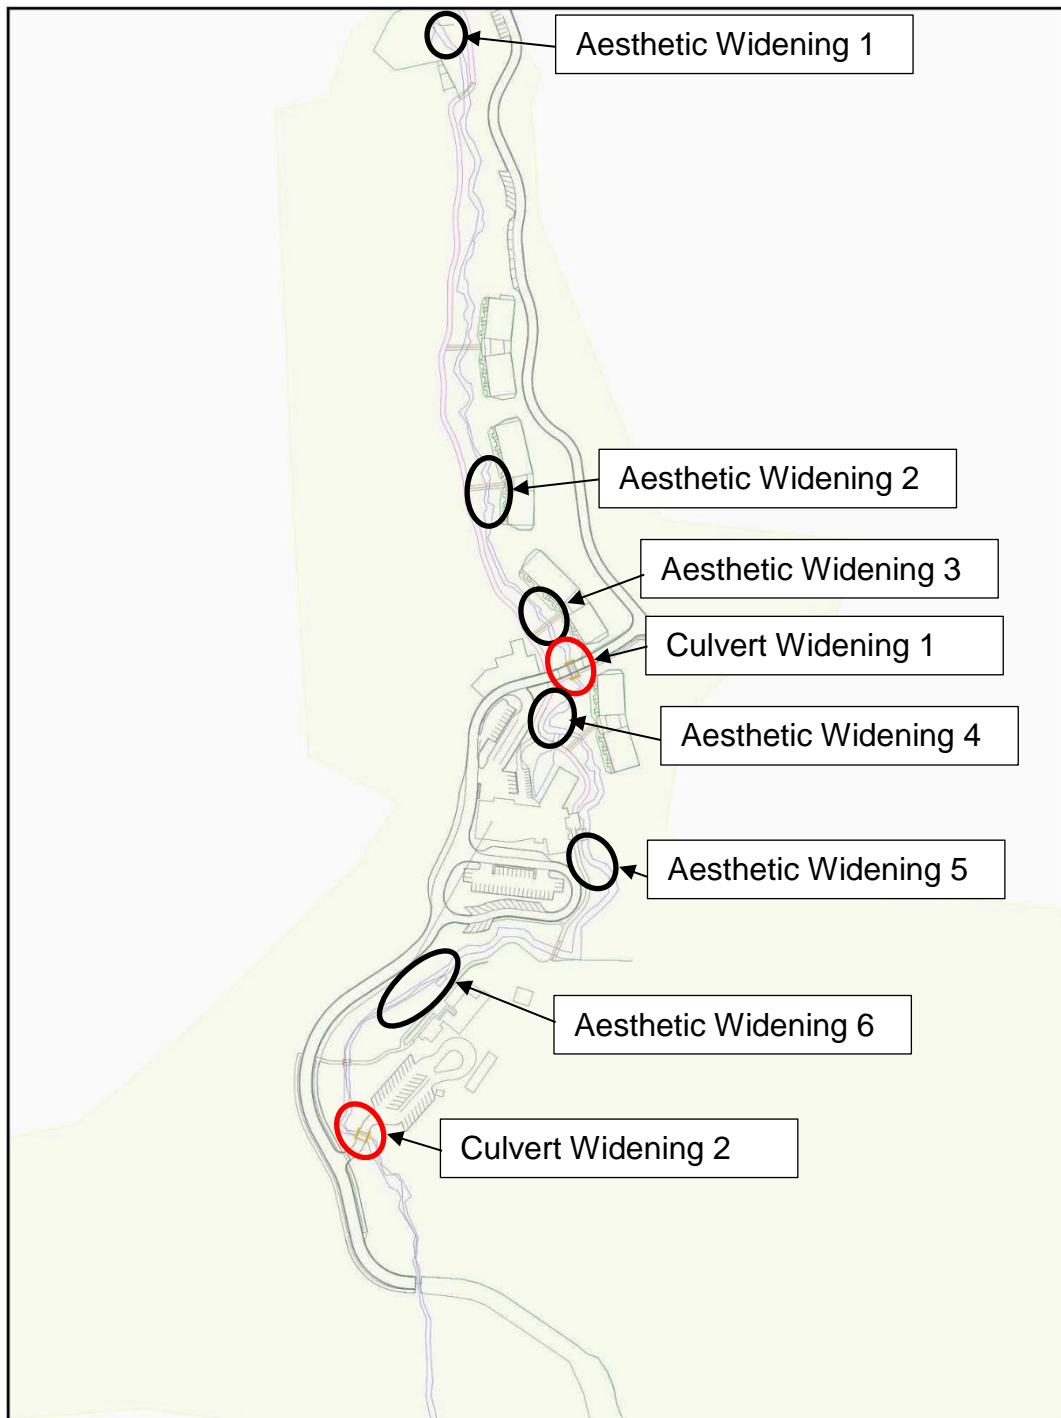 Aesthetic Widening 1
Aesthetic Widening 2
Aesthetic Widening 3
Culvert Widening 1
Aesthetic Widening 4
Aesthetic Widening 5
Aesthetic Widening 6
Culvert Widening 2